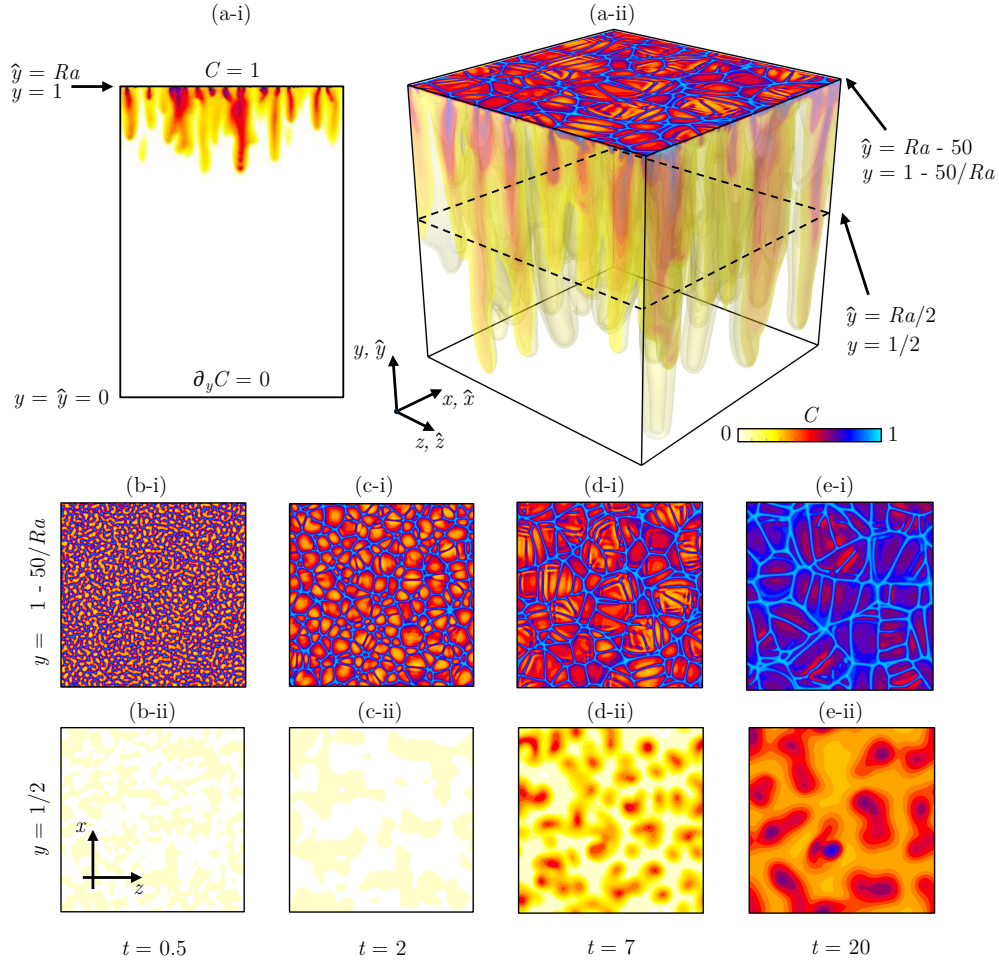 (a-i)
(a-ii)
ŷ = Ra
y = 1
C = 1
ŷ = Ra - 50
y = 1 - 50/Ra
ŷ = Ra/2
y = 1/2
y, ŷ
x, x̂
z, ẑ
∂yC = 0
y = ŷ = 0
C
0
1
(b-i)
(c-i)
(d-i)
(e-i)
y = 1 - 50/Ra
(b-ii)
(c-ii)
(d-ii)
(e-ii)
y = 1/2
x
z
t = 0.5
t = 2
t = 7
t = 20